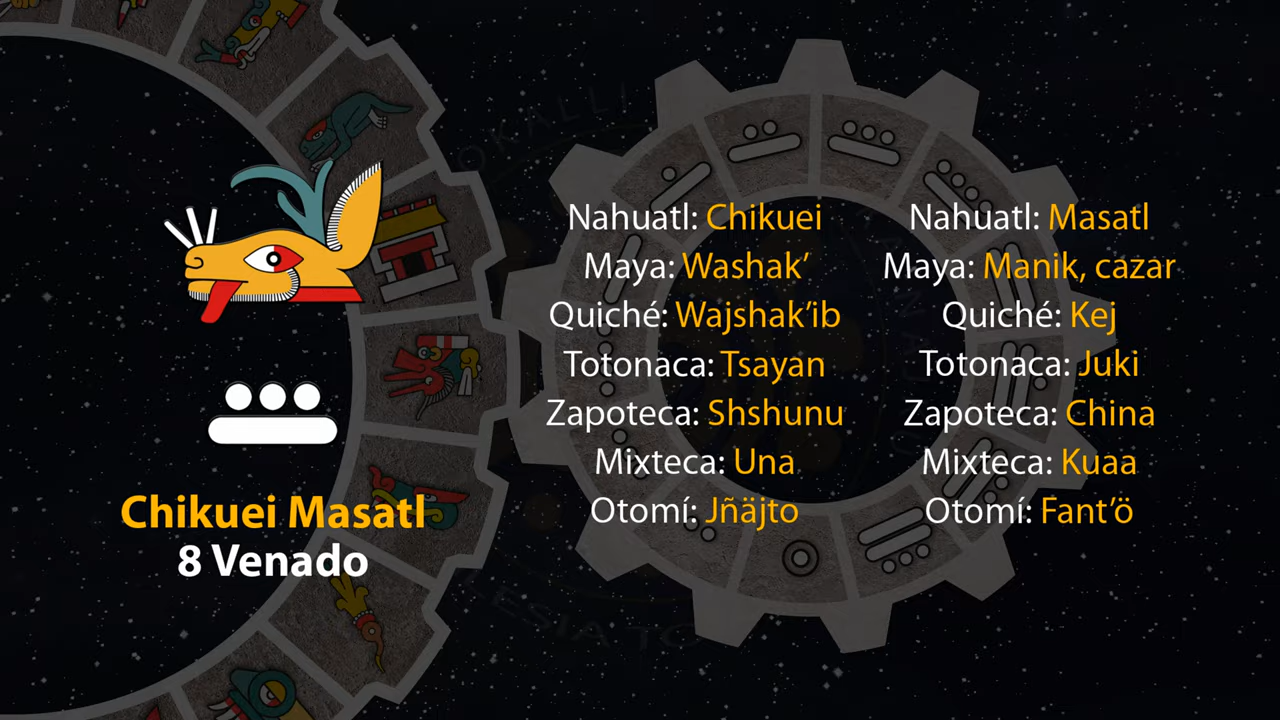 Chikuei Masatl
8 Venado
Nahuatl: Chikuei
Maya: Washak’
Quiché: Wajshak’ib
Totonaca: Tsayan
Zapoteca: Shshunu
Mixteca: Una
Otomí: Jñäjto
Nahuatl: Masatl
Maya: Manik, cazar
Quiché: Kej
Totonaca: Juki
Zapoteca: China
Mixteca: Kuaa
Otomí: Fant’ö